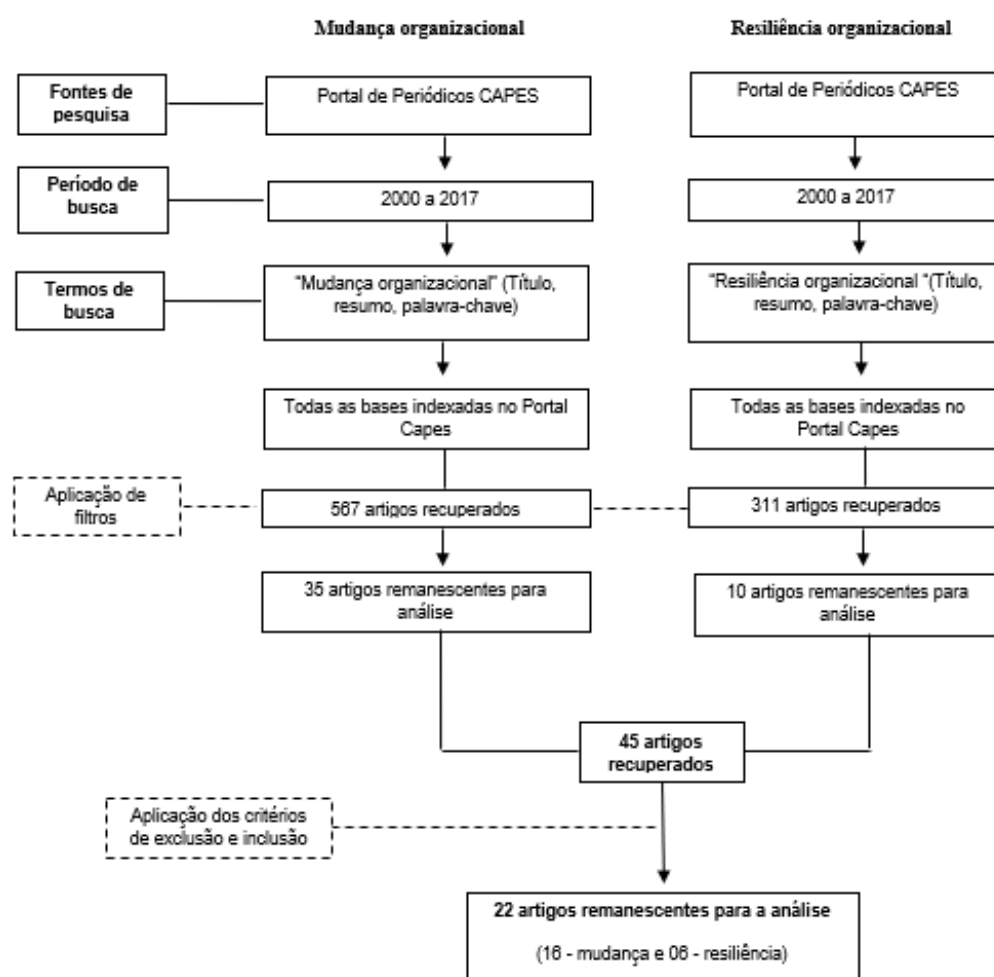 Mudança organizacional
Resiliência organizacional
Fontes de
pesquisa
Portal de Periódicos CAPES
Portal de Periódicos CAPES
Período de
busca
2000 a 2017
2000 a 2017
Termos de
busca
"Mudança organizacional" (Título,
resumo, palavra-chave)
"Resiliência organizacional "(Título,
resumo, palavra-chave)
Todas as bases indexadas no Portal
Capes
Todas as bases indexadas no
Portal Capes
Aplicação de
filtros
567 artigos recuperados
311 artigos recuperados
35 artigos remanescentes para
análise
10 artigos remanescentes para
análise
45 artigos
recuperados
Aplicação dos critérios
de exclusão e inclusão
22 artigos remanescentes para a análise
(16 - mudança e 06 - resiliência)